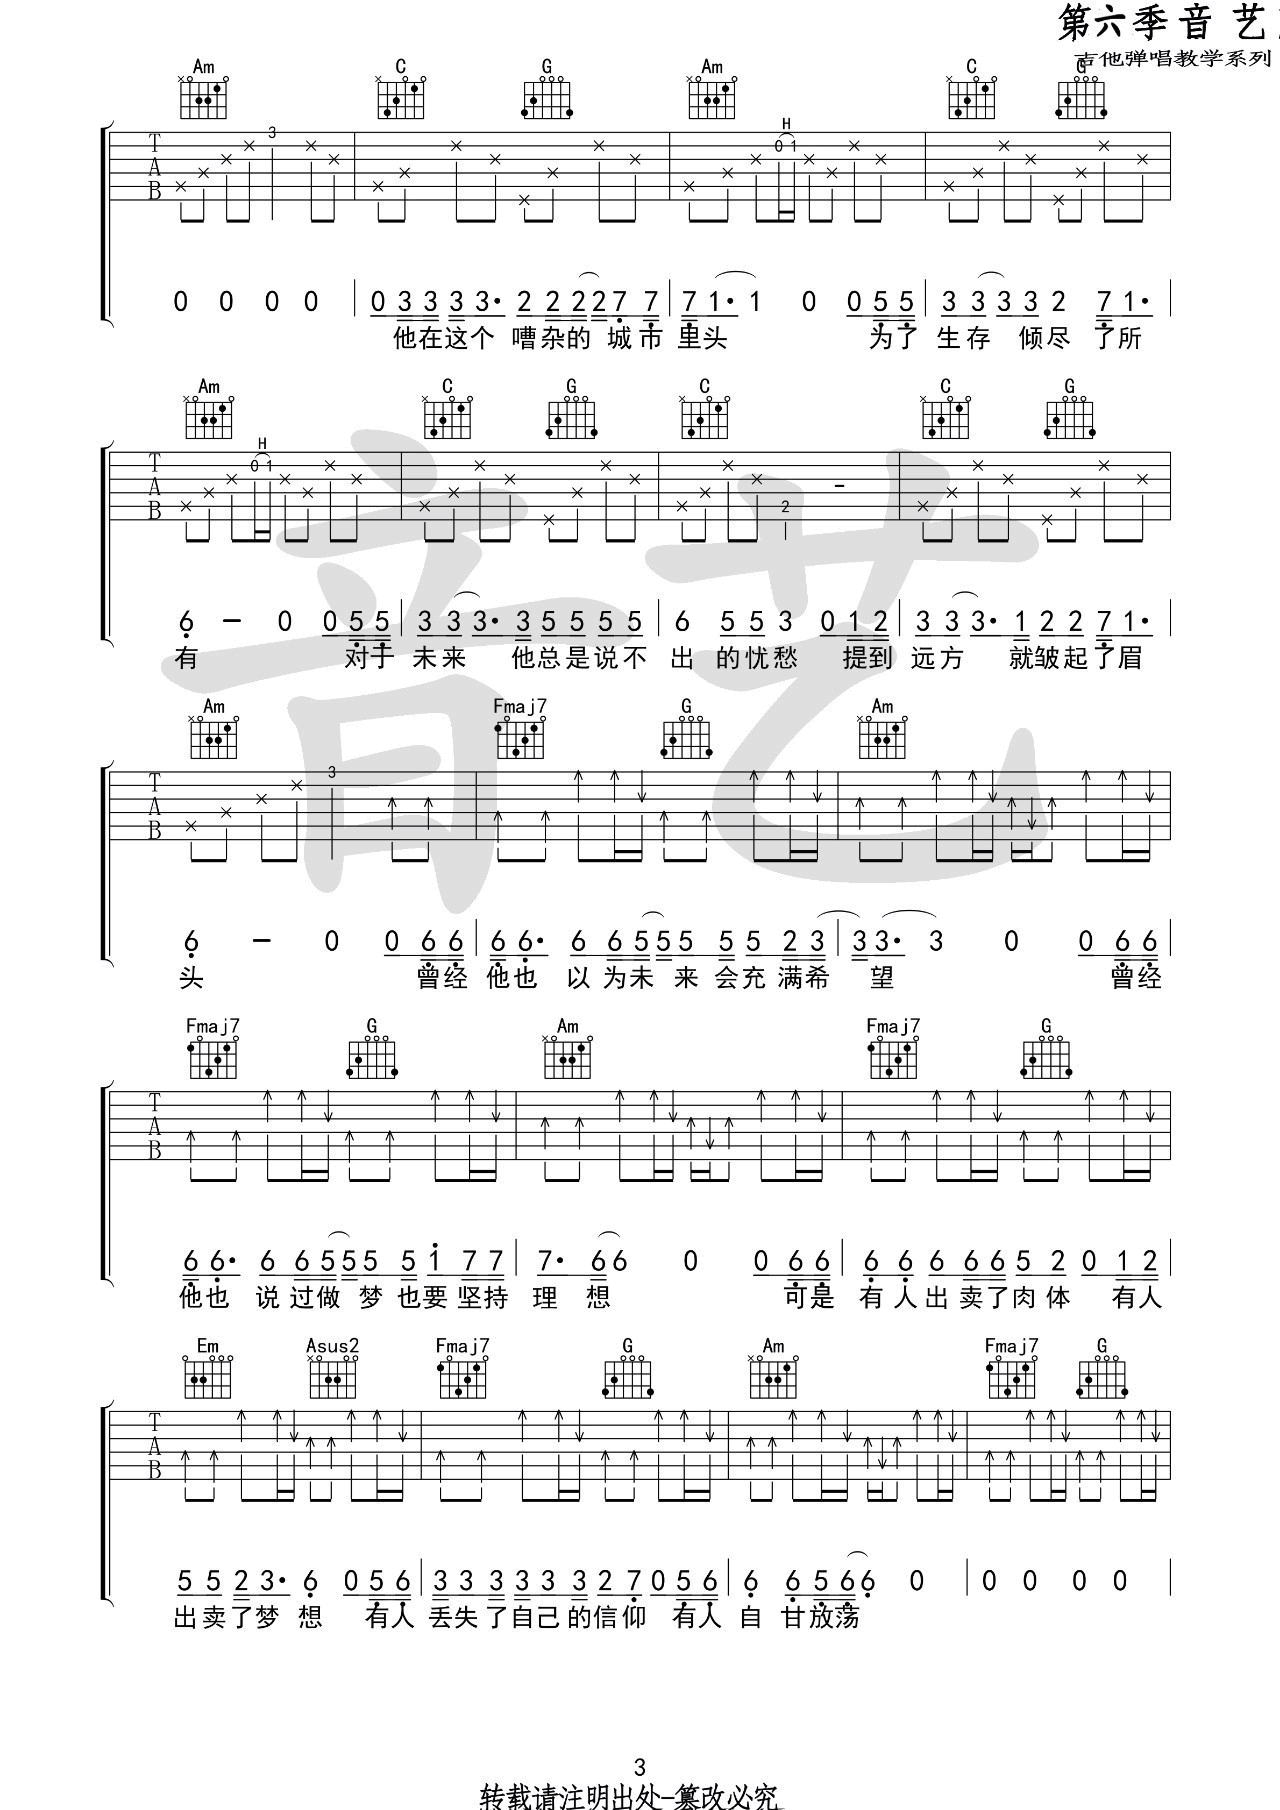 第六季音艺
吉他弹唱教学系列
Am C G Am C G
3 H 0 1
T A B
0 0 0 0 | 0 3 3 3 3· 2 2 2 2 2 7 7 | 7 1· 1 0 0 5 5 | 3 3 3 3 2 7 1· |
他在这个 嘈杂的 城市 里头 为了 生存 倾尽 了所
Am C G C C G
H 0 1 2 -
T A B
6 - 0 0 5 5 | 3 3 3· 3 5 5 5 5 5 | 6 5 5 3 0 1 2 | 3 3 3· 1 2 2 7 1· |
有 对于 未来 他总是说不 出 的忧愁 提到 远方 就皱起了眉
Am Fmaj7 G Am
3
T A B
6 - 0 0 6 6 | 6 6· 6 6 5 5 5 5 5 2 3 | 3 3· 3 0 0 6 6 |
头 曾经 他也 以 为未 来 会充 满希 望 曾经
Fmaj7 G Am Fmaj7 G
T A B
6 6· 6 6 5 5 5 5 1 7 7 | 7· 6 6 0 0 6 6 | 6 6 6 6 6 5 2 0 1 2 |
他也 说 过做 梦 也要 坚持 理 想 可是 有人出卖了肉体 有人
Em Asus2 Fmaj7 G Am Fmaj7 G
T A B
5 5 2 3· 6 0 5 6 | 3 3 3 3 3 3 2 7 0 5 6 | 6 6 5 6 6 0 | 0 0 0 0 |
出卖了梦 想 有人 丢失了自己的信仰 有人 自 甘放荡
音艺
3
转载请注明出处-篡改必究